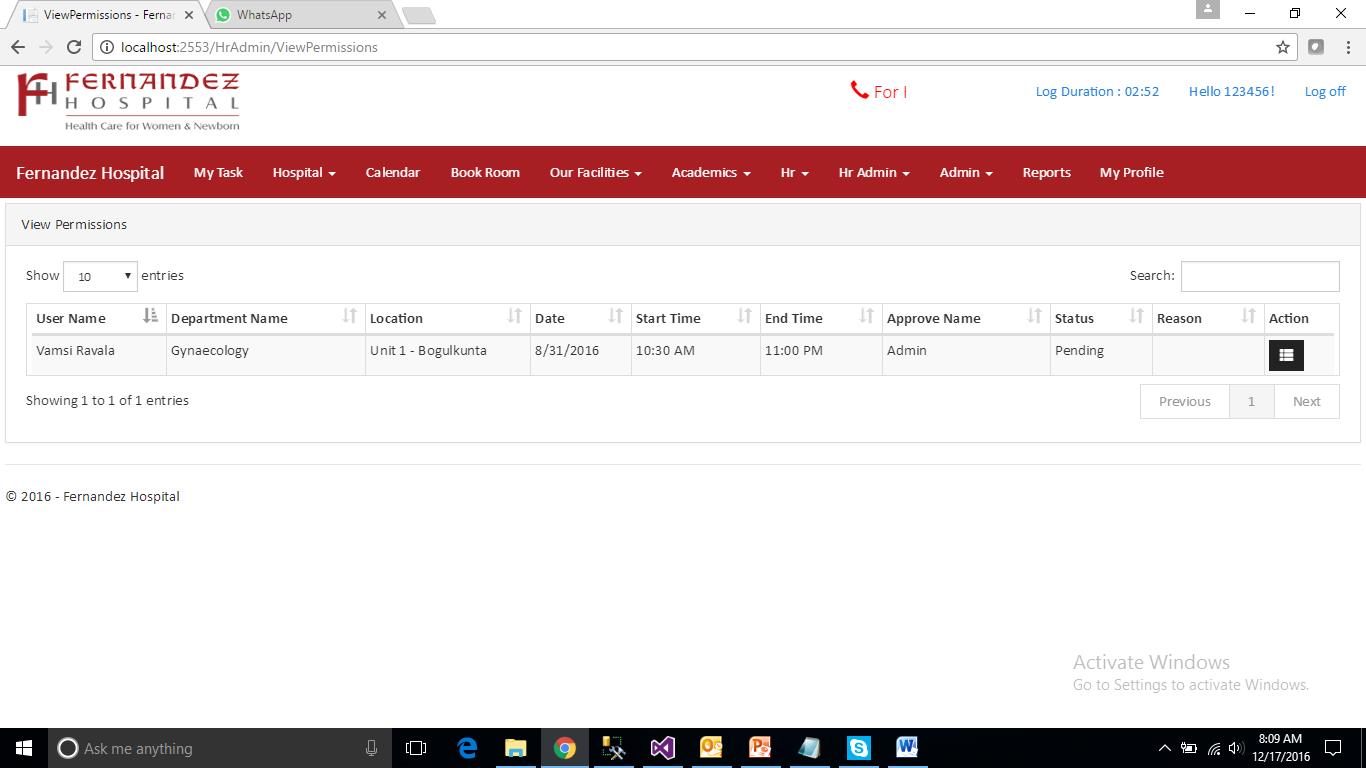 ViewPermissions - Ferna
WhatsApp
localhost:2553/HrAdmin/ViewPermissions
FERNANDEZ
HOSPITAL
Health Care for Women & Newborn
For
Log Duration : 02:52 Hello 123456! Log off
Fernandez Hospital My Task Hospital Calendar Book Room Our Facilities Academics Hr Hr Admin Admin Reports My Profile
View Permissions
Show 10 entries Search:
User Name Department Name Location Date Start Time End Time Approve Name Status Reason Action
Vamsi Ravala Gynaecology Unit 1 - Bogulkunta 8/31/2016 10:30 AM 11:00 PM Admin Pending
Showing 1 to 1 of 1 entries Previous 1 Next
© 2016 - Fernandez Hospital
Activate Windows
Go to Settings to activate Windows.
Ask me anything
8:09 AM
12/17/2016